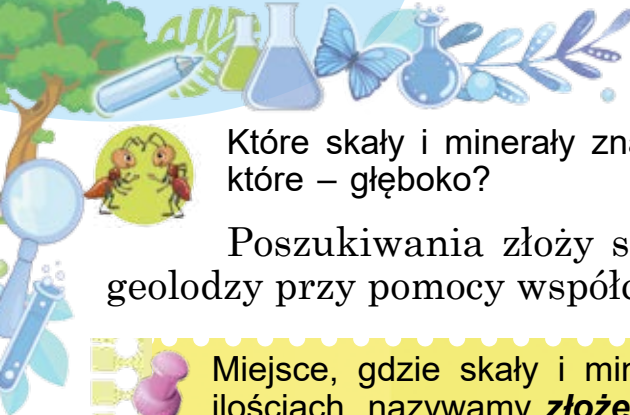 Które skały i minerały
które – głęboko?
Poszukiwania złoży
geolodzy przy pomocy
Miejsce, gdzie skały i
ilościach, nazywamy